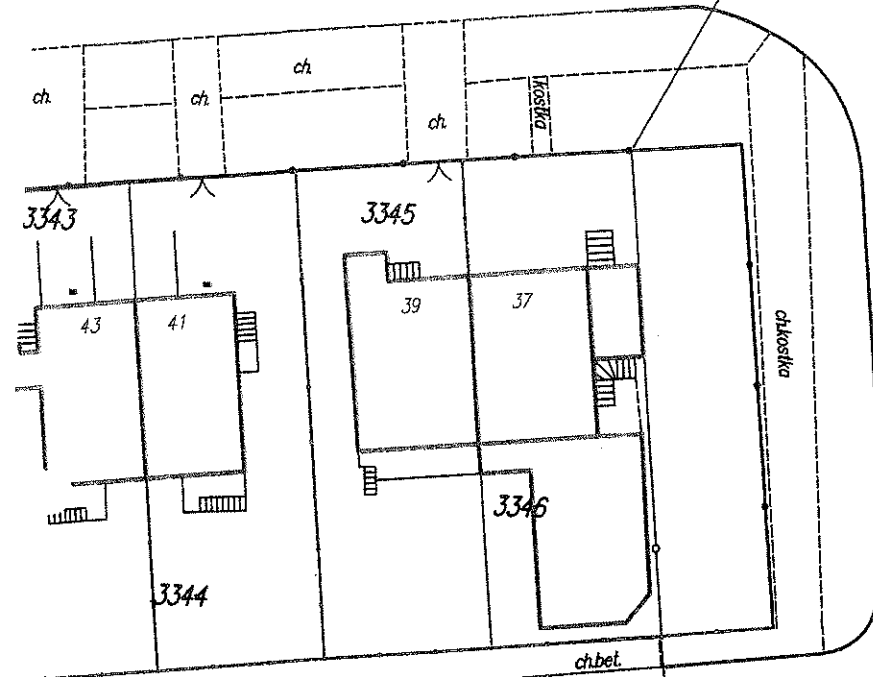 ch.
ch.
ch.
kostka
ch.
3343
3345
43
41
39
37
ch.kostka
3346
3344
ch.bet.